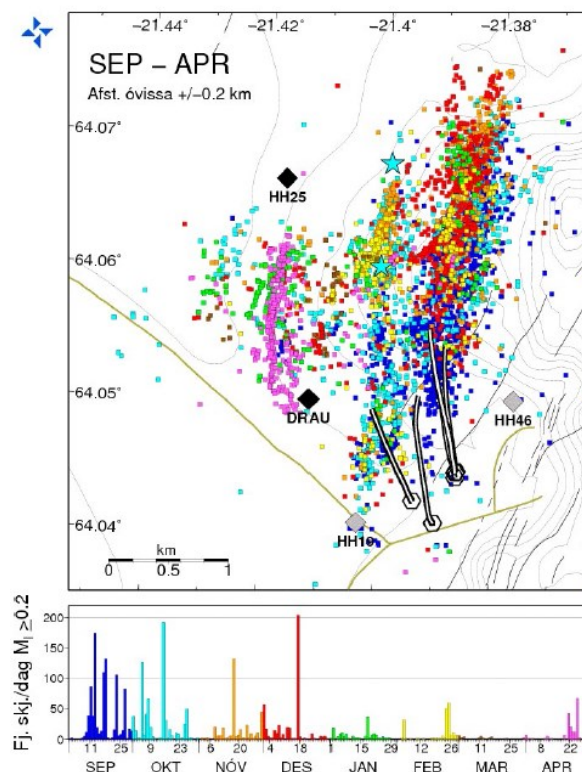 −21.44 −21.42 −21.4 −21.38
SEP − APR
Afst. óvissa +/−0.2 km
64.07°
HH25
64.06°
64.05°
DRAU
HH46
64.04°
HH10
km
0 0.5 1
Fj. skj./dag Mₗ ≥0.2
200
150
100
50
0
11 25 9 23 6 20 4 18 1 15 29 12 26 11 25 8 22
SEP OKT NÓV DES JAN FEB MAR APR